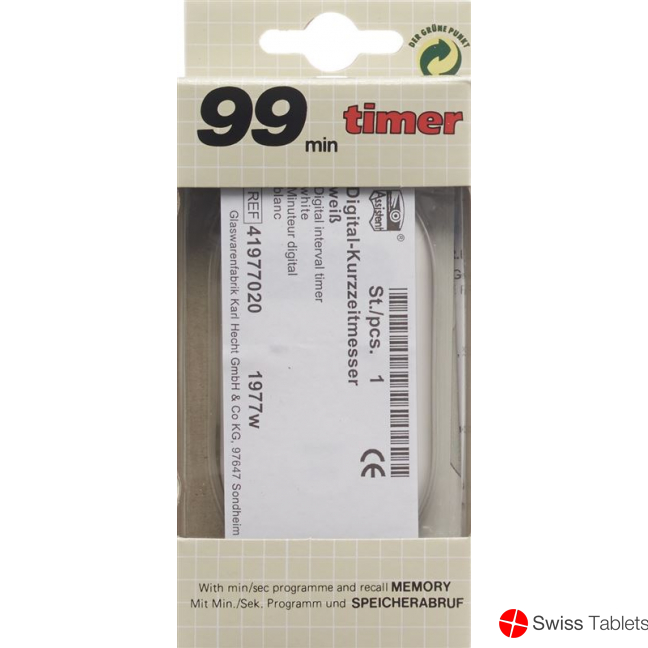 DER GRÜNE PUNKT
99 min timer
Assistent ®
Digital-Kurzzeitmesser
weiß
Digital interval timer
white
Minuteur digital
blanc
St./pcs. 1
REF 41977020
1977w
Glaswarenfabrik Karl Hecht GmbH & Co KG, 97647 Sondheim
CE
With min/sec programme and recall MEMORY
Mit Min./Sek. Programm und SPEICHERABRUF
Swiss Tablets